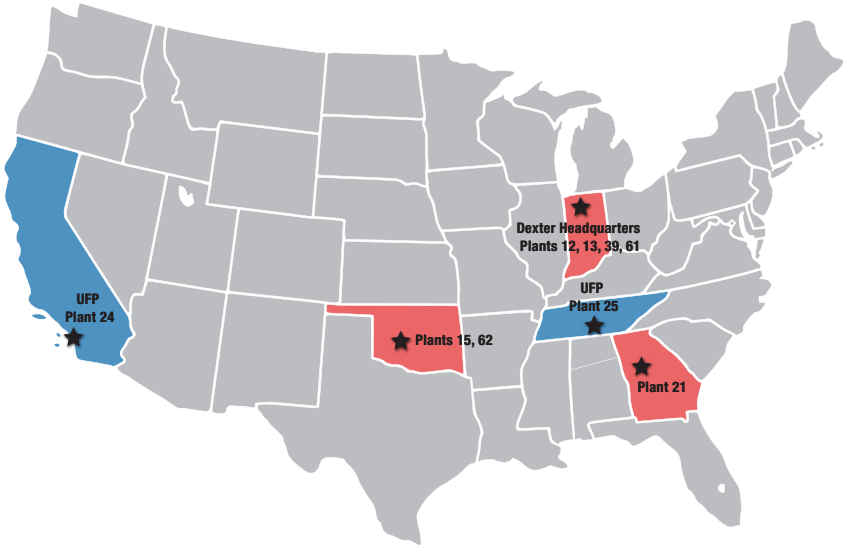 Dexter Headquarters
Plants 12, 13, 39, 61
UFP
Plant 24
UFP
Plant 25
Plants 15, 62
Plant 21